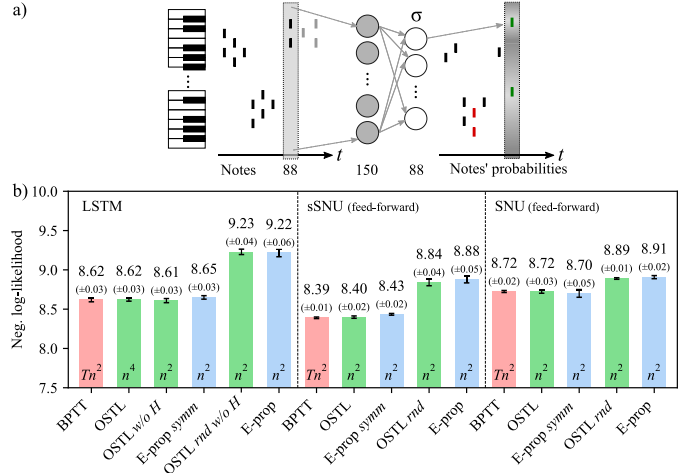 a)
σ
t
t
Notes
88
150
88
Notes' probabilities
b)
10.0
9.5
9.0
8.5
8.0
7.5
Neg. log-likelihood
LSTM
sSNU (feed-forward)
SNU (feed-forward)
8.62
(±0.03)
8.62
(±0.03)
8.61
(±0.03)
8.65
(±0.03)
9.23
(±0.04)
9.22
(±0.06)
8.39
(±0.01)
8.40
(±0.02)
8.43
(±0.02)
8.84
(±0.04)
8.88
(±0.05)
8.72
(±0.02)
8.72
(±0.03)
8.70
(±0.05)
8.89
(±0.01)
8.91
(±0.02)
Tn²
n⁴
n²
n²
n²
n²
Tn²
n²
n²
n²
n²
Tn²
n²
n²
n²
n²
BPTT
OSTL
OSTL w/o H
E-prop symm
OSTL rnd w/o H
E-prop
BPTT
OSTL
E-prop symm
OSTL rnd
E-prop
BPTT
OSTL
E-prop symm
OSTL rnd
E-prop